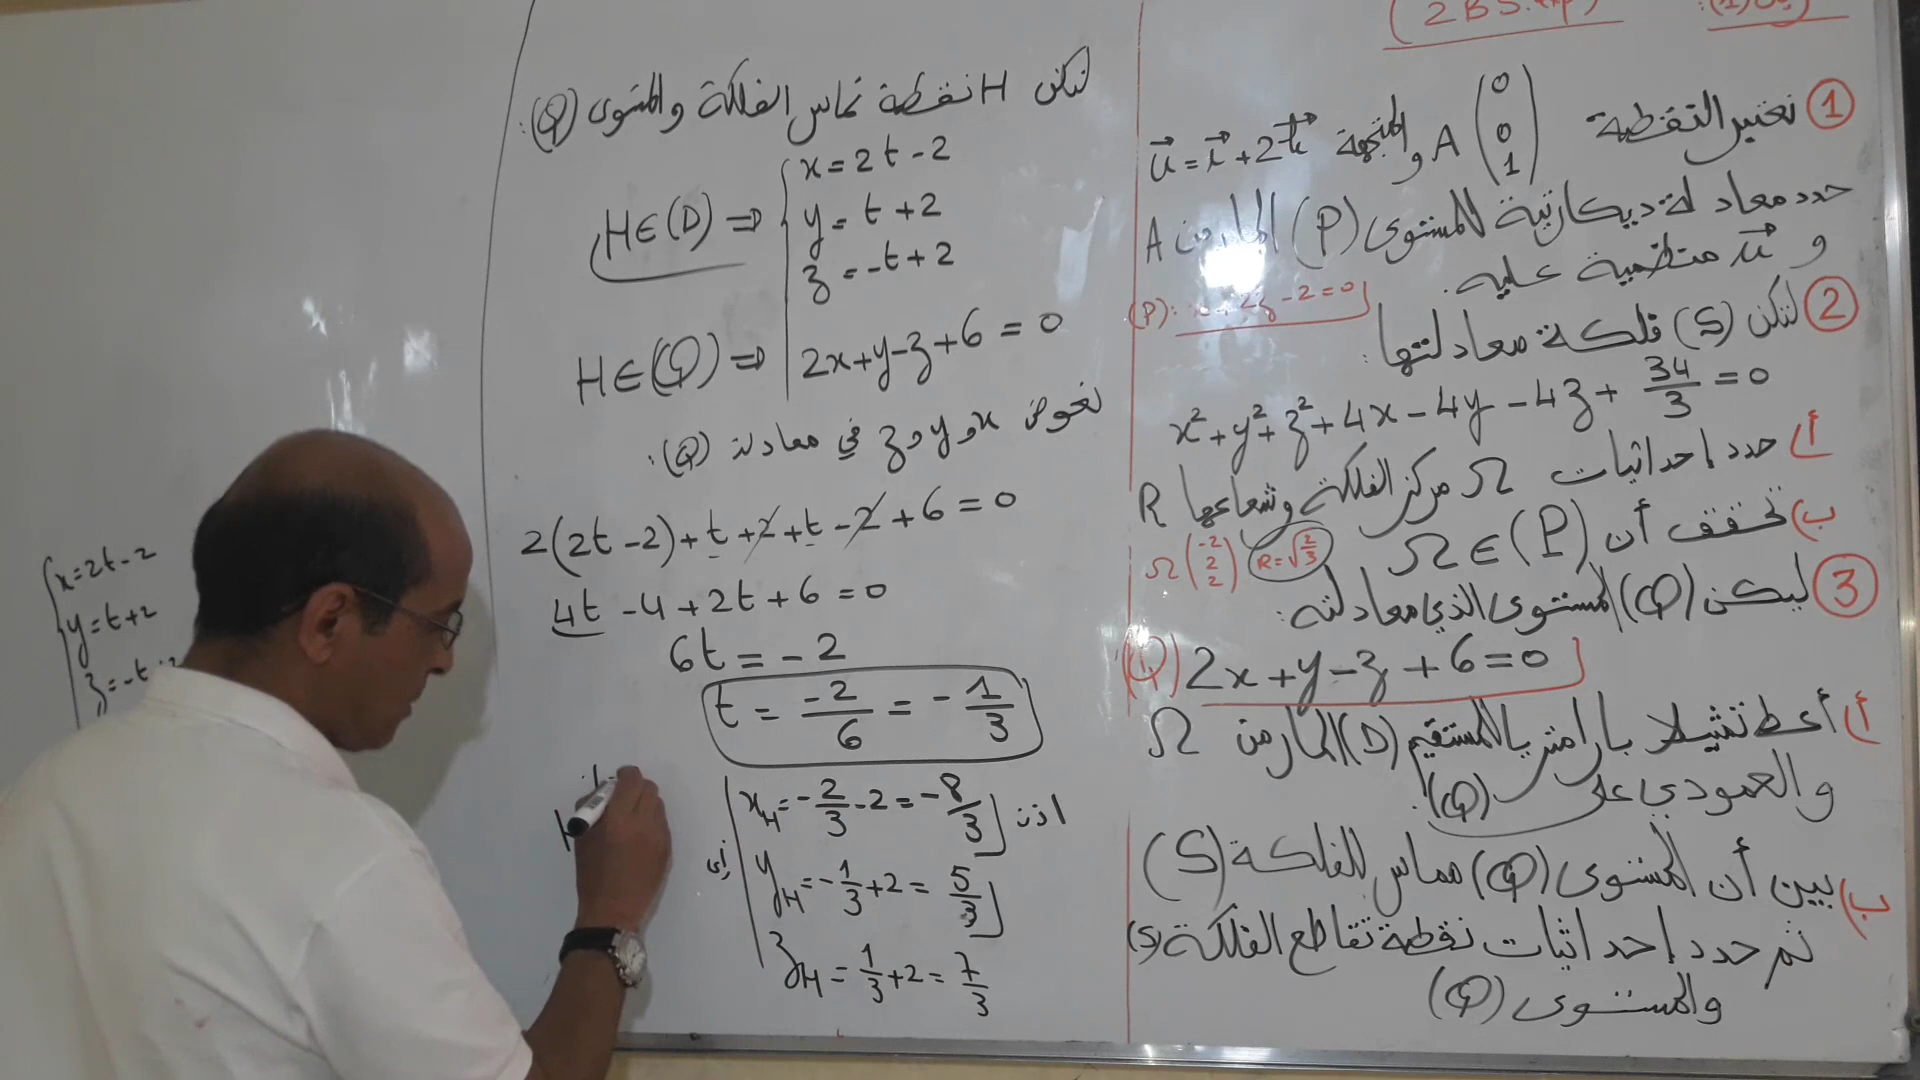 (2BS.exp)
① نعتبر النقطة A (0 0 1) والمتجهة u = i + 2k
حدد معادلة ديكارتية للمستوى (P) المار من A
و u منظمية عليه.
② لتكن (S) فلكة معادلتها:
(P): x + 2z - 2 = 0
x² + y² + z² + 4x - 4y - 4z + 34/3 = 0
أ) حدد إحداثيات Ω مركز الفلكة وشعاعها R
ب) تحقق أن Ω ∈ (P)
Ω (-2 2 2) R = √(2/3)
③ ليكن (Q) المستوى الذي معادلته:
(Q) 2x + y - z + 6 = 0
أ) أعط تمثيلا بارامتريا للمستقيم (D) المار من Ω
والعمودي على (Q).
ب) بين أن المستوى (Q) مماس للفلكة (S)
ثم حدد إحداثيات نقطة تقاطع الفلكة (S)
والمستوى (Q)
لتكن H نقطة تماس الفلكة والمستوى (Q):
H ∈ (D) ⇒ { x = 2t - 2
y = t + 2
z = -t + 2
H ∈ (Q) ⇒ 2x + y - z + 6 = 0
نعوض x و y و z في معادلة (Q):
2(2t - 2) + t + 2 + t - 2 + 6 = 0
4t - 4 + 2t + 6 = 0
6t = -2
t = -2/6 = -1/3
اذن x_H = -2/3 - 2 = -8/3
أي y_H = -1/3 + 2 = 5/3
z_H = 1/3 + 2 = 7/3
x = 2t - 2
y = t + 2
z = -t